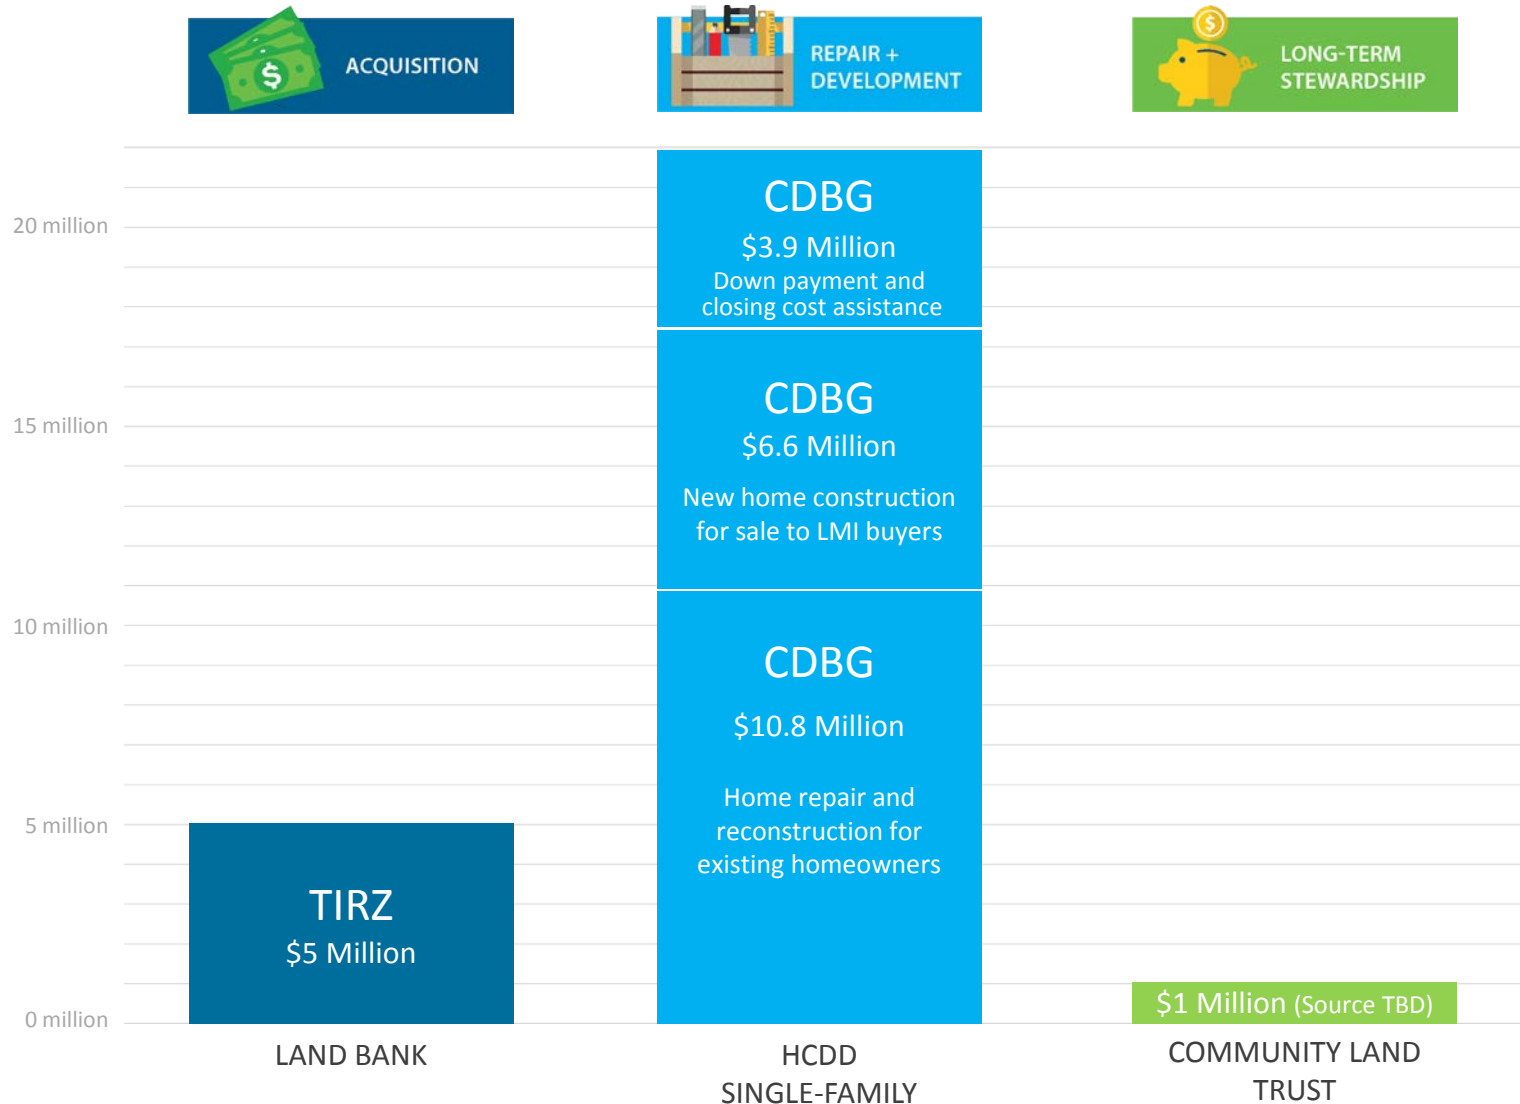 $
ACQUISITION
REPAIR +
DEVELOPMENT
$
LONG-TERM
STEWARDSHIP
20 million
15 million
10 million
5 million
0 million
TIRZ
$5 Million
CDBG
$3.9 Million
Down payment and
closing cost assistance
CDBG
$6.6 Million
New home construction
for sale to LMI buyers
CDBG
$10.8 Million
Home repair and
reconstruction for
existing homeowners
$1 Million (Source TBD)
LAND BANK
HCDD
SINGLE-FAMILY
COMMUNITY LAND
TRUST